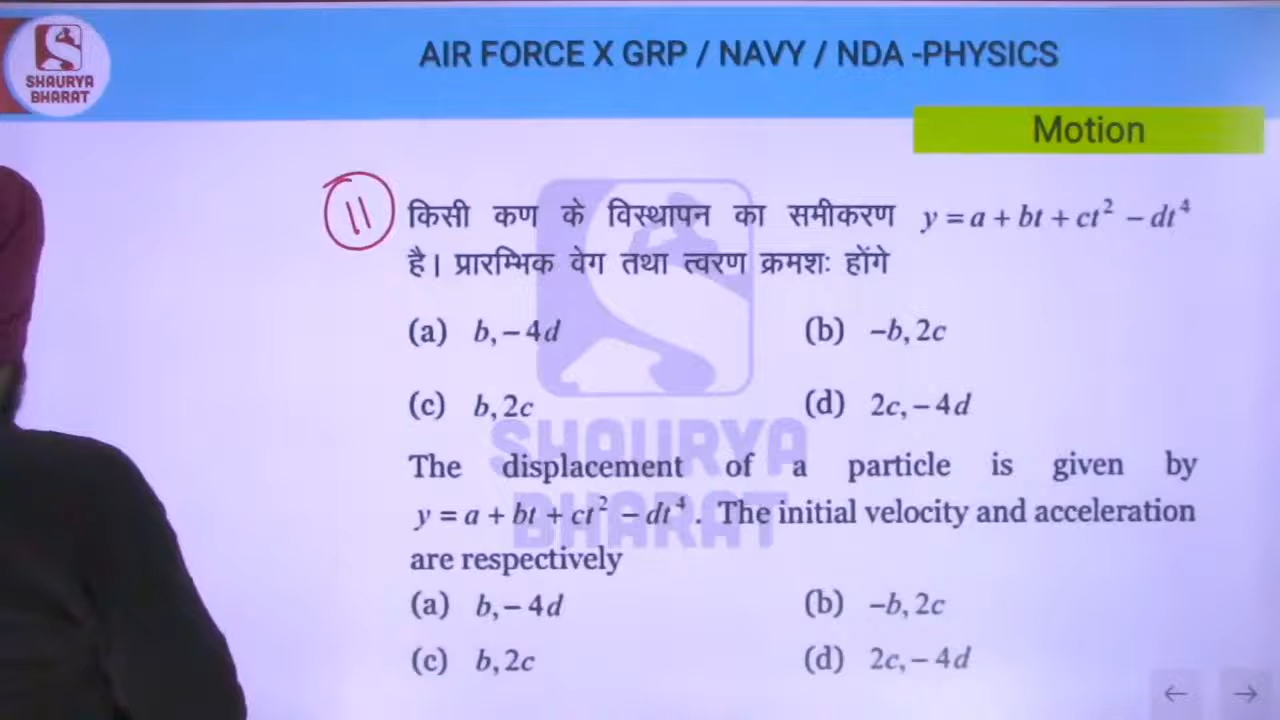 SHAURYA
BHARAT
AIR FORCE X GRP / NAVY / NDA -PHYSICS
Motion
11 किसी कण के विस्थापन का समीकरण y = a + bt + ct² − dt⁴
है। प्रारम्भिक वेग तथा त्वरण क्रमशः होंगे
(a) b, − 4d (b) −b, 2c
(c) b, 2c (d) 2c, − 4d
SHAURYA
BHARAT
The displacement of a particle is given by
y = a + bt + ct² − dt⁴. The initial velocity and acceleration
are respectively
(a) b, − 4d (b) −b, 2c
(c) b, 2c (d) 2c, − 4d
← →